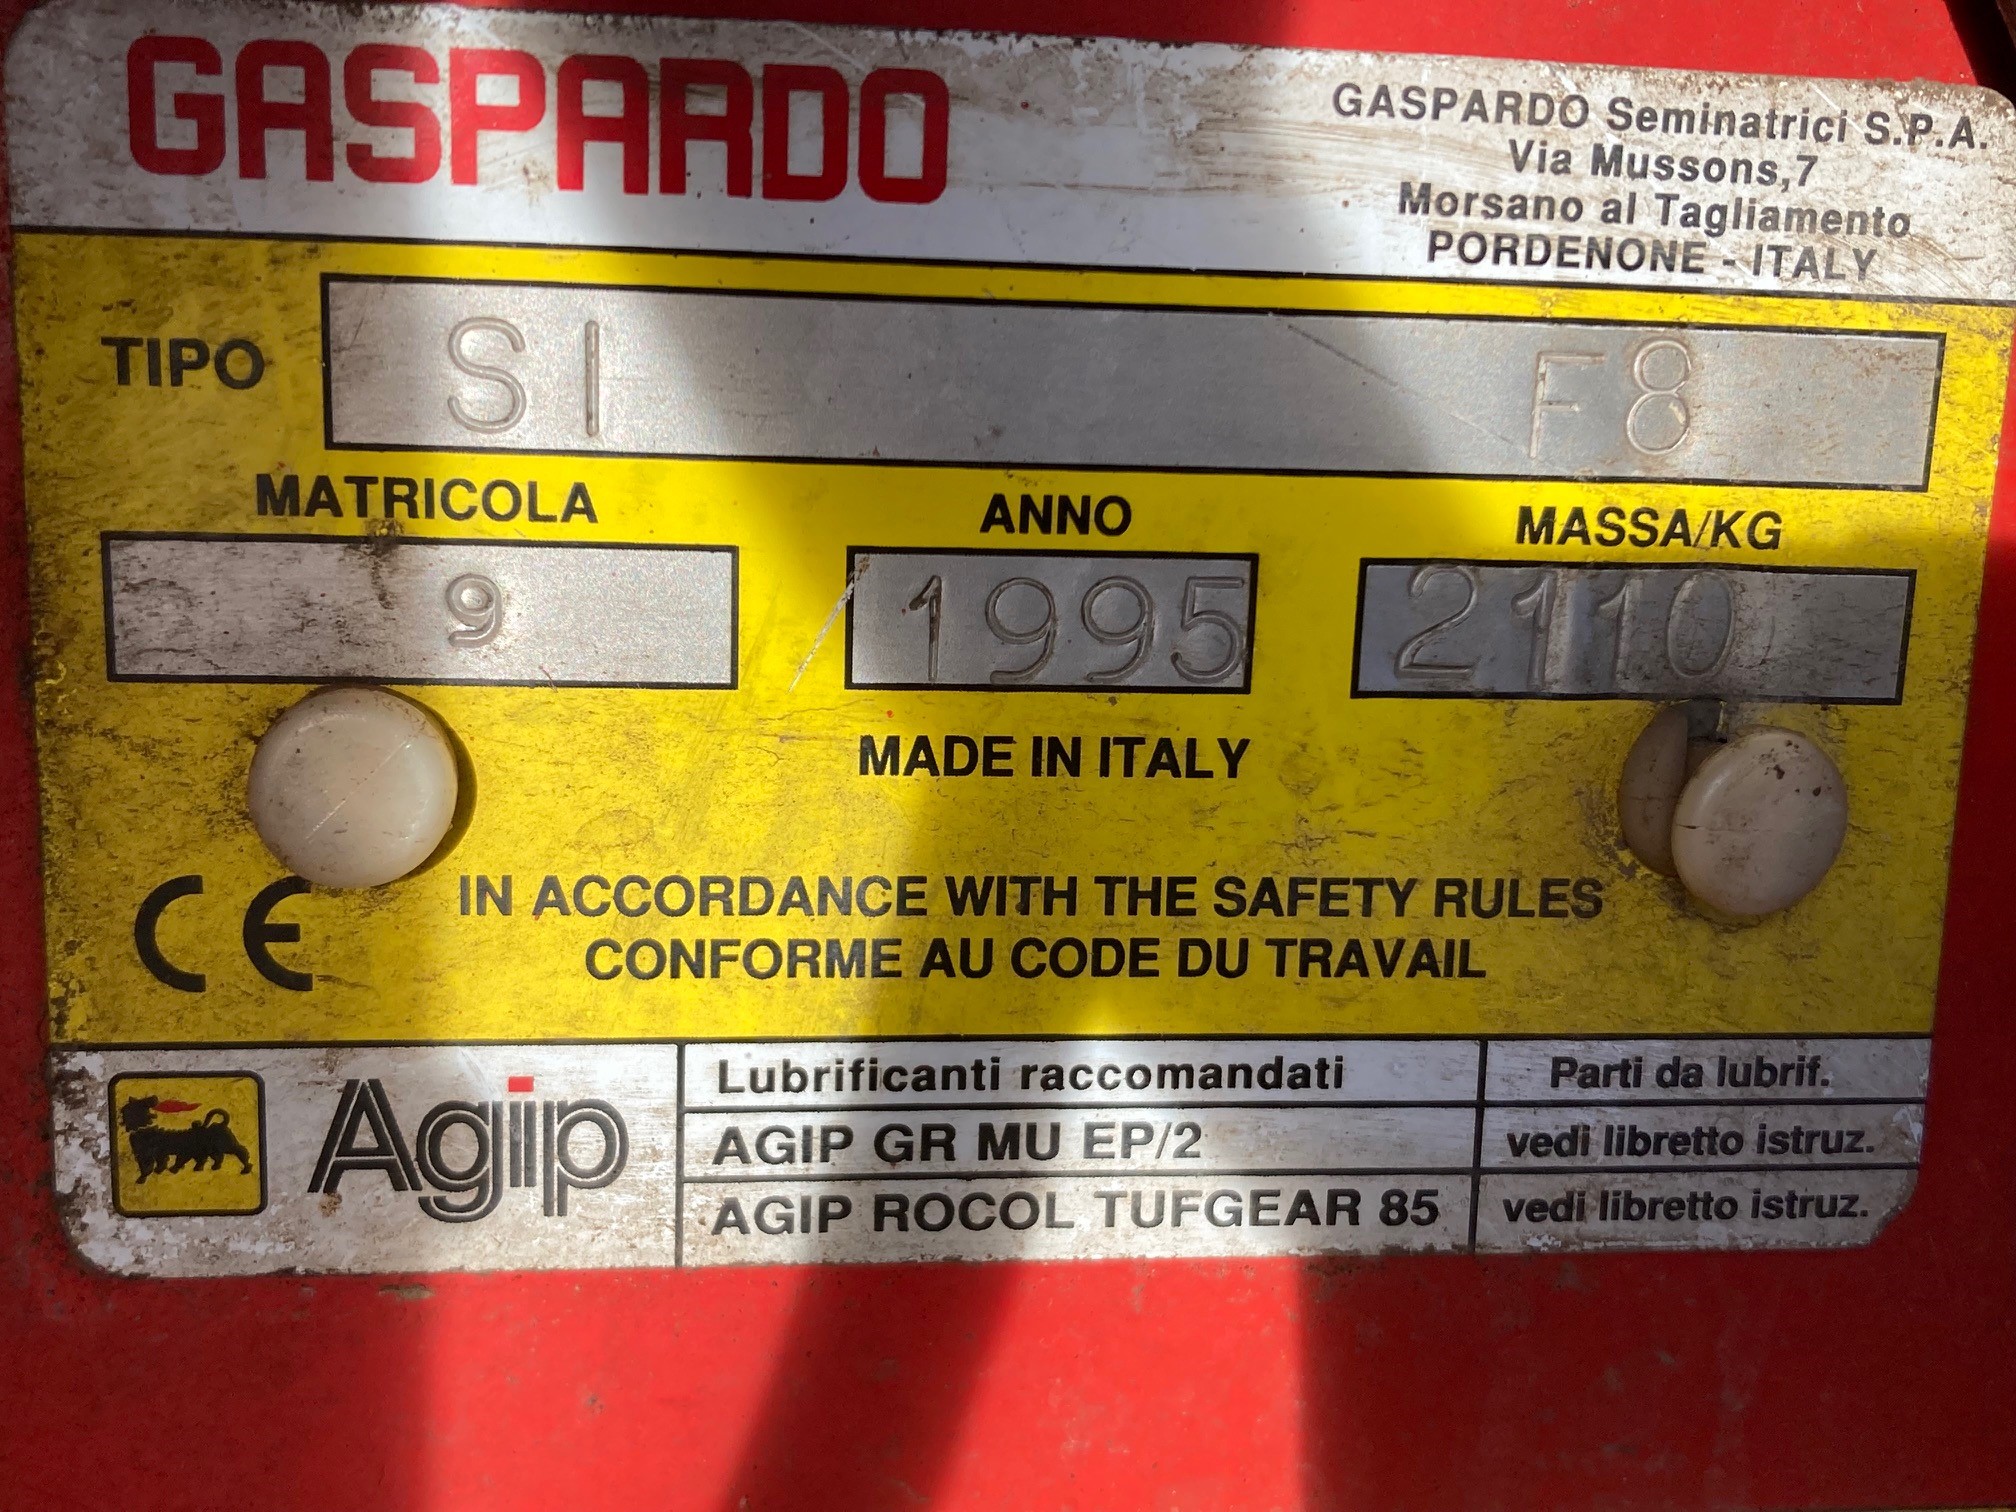 GASPARDO
GASPARDO Seminatrici S.P.A.
Via Mussons,7
Morsano al Tagliamento
PORDENONE - ITALY
TIPO SI F8
MATRICOLA ANNO MASSA/KG
9 1995 2110
MADE IN ITALY
CE
IN ACCORDANCE WITH THE SAFETY RULES
CONFORME AU CODE DU TRAVAIL
Agip
Lubrificanti raccomandati Parti da lubrif.
AGIP GR MU EP/2 vedi libretto istruz.
AGIP ROCOL TUFGEAR 85 vedi libretto istruz.